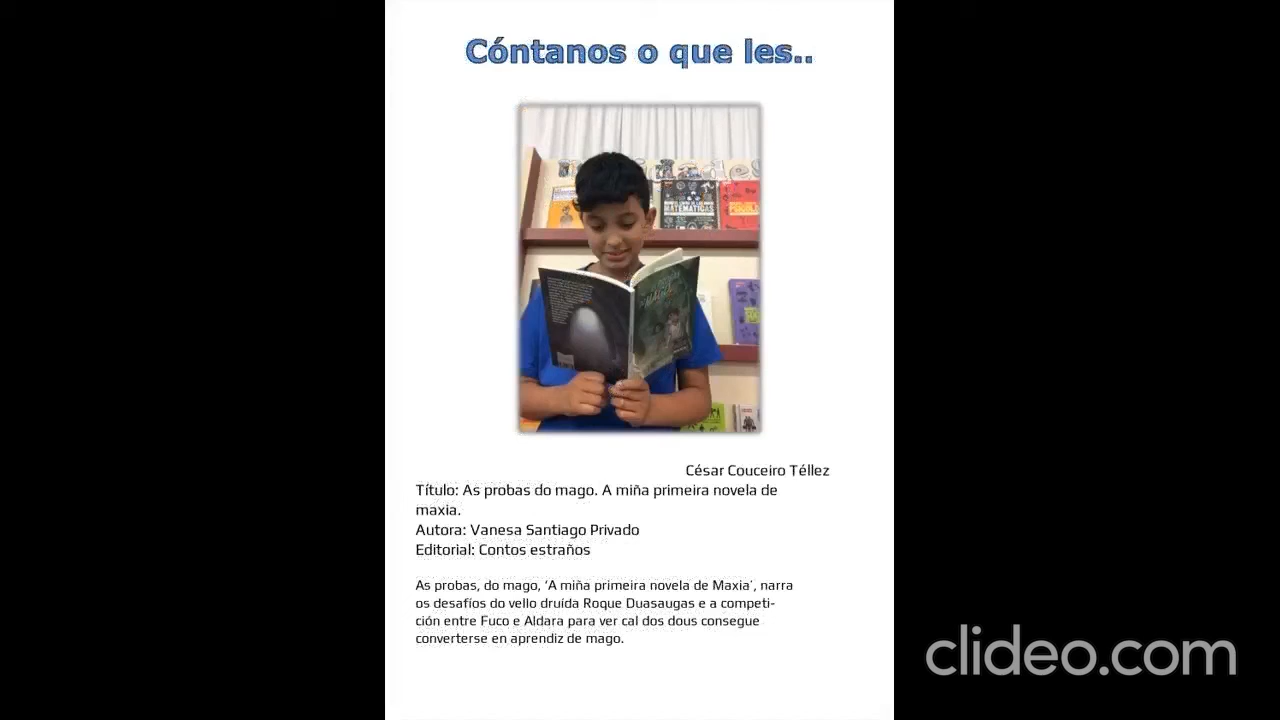 Cóntanos o que les..
MATEMÁTICAS
César Couceiro Téllez
Título: As probas do mago. A miña primeira novela de
maxia.
Autora: Vanesa Santiago Privado
Editorial: Contos estraños
As probas, do mago, ‘A miña primeira novela de Maxia’, narra
os desafíos do vello druída Roque Duasaugas e a competi-
ción entre Fuco e Aldara para ver cal dos dous consegue
converterse en aprendiz de mago.
clideo.com